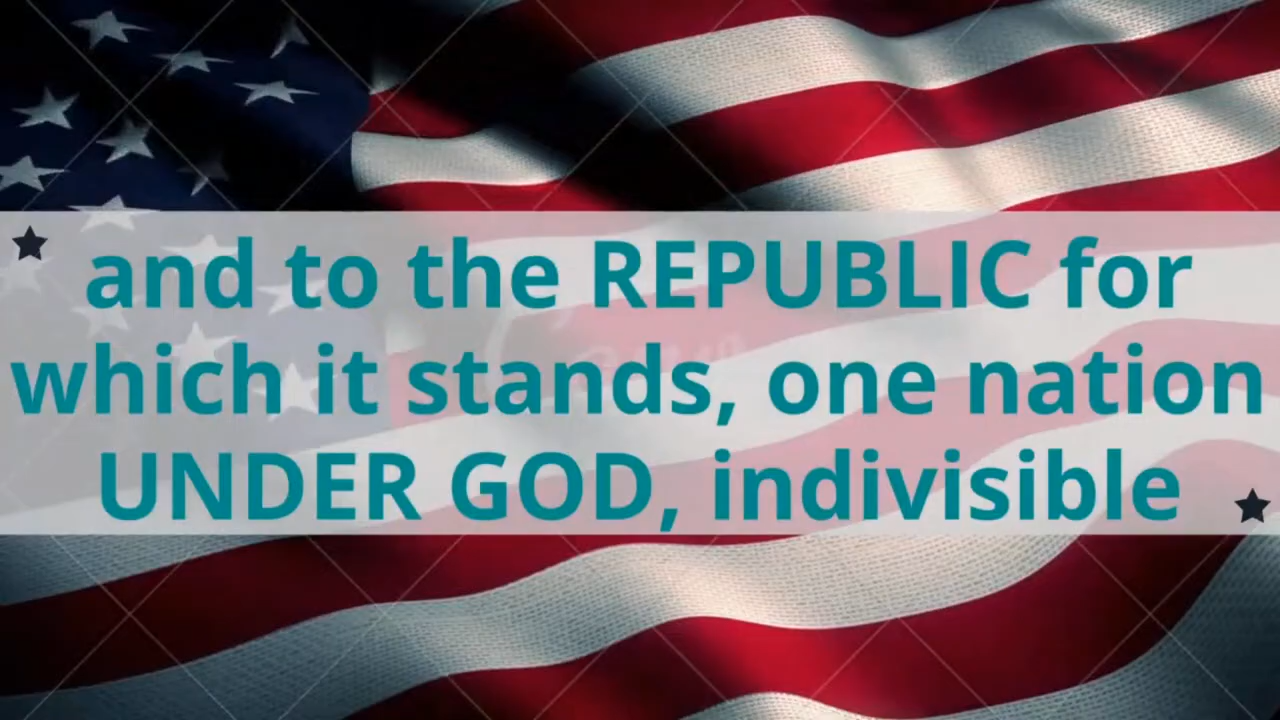 and to the REPUBLIC for
which it stands, one nation
UNDER GOD, indivisible